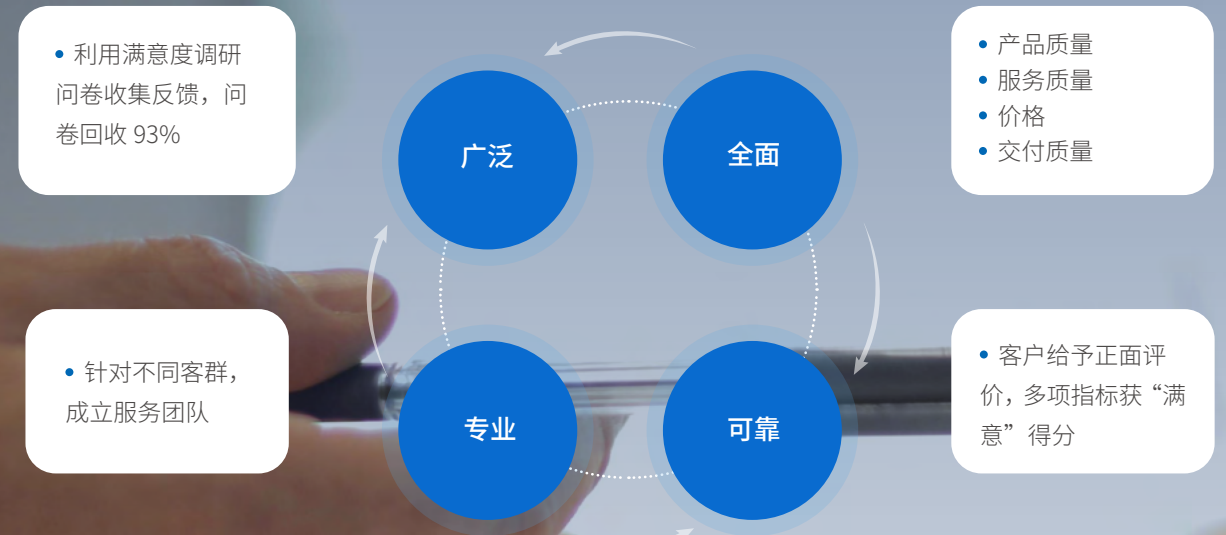 • 利用满意度调研
问卷收集反馈，问
卷回收 93%
广泛
全面
• 产品质量
• 服务质量
• 价格
• 交付质量
• 针对不同客群，
成立服务团队
专业
可靠
• 客户给予正面评
价，多项指标获“满
意”得分